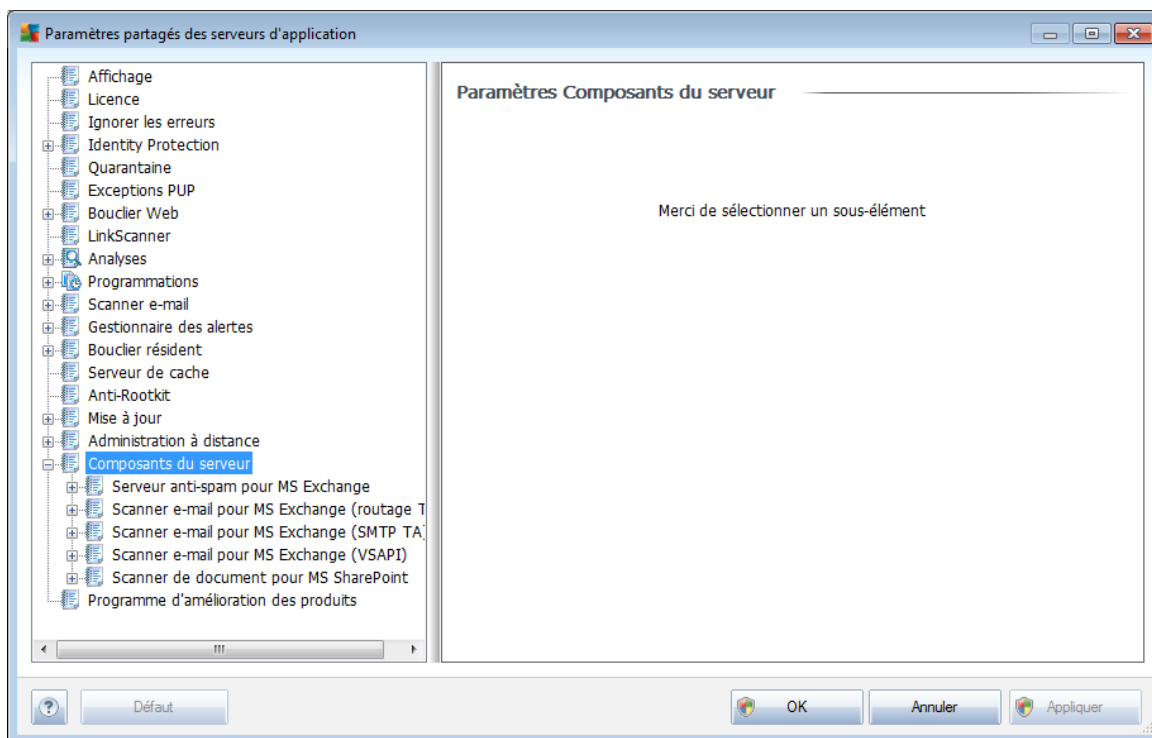 Paramètres partagés des serveurs d'application
Affichage
Licence
Ignorer les erreurs
Identity Protection
Quarantaine
Exceptions PUP
Bouclier Web
LinkScanner
Analyses
Programmations
Scanner e-mail
Gestionnaire des alertes
Bouclier résident
Serveur de cache
Anti-Rootkit
Mise à jour
Administration à distance
Composants du serveur
Serveur anti-spam pour MS Exchange
Scanner e-mail pour MS Exchange (routage T
Scanner e-mail pour MS Exchange (SMTP TA)
Scanner e-mail pour MS Exchange (VSAPI)
Scanner de document pour MS SharePoint
Programme d'amélioration des produits
Paramètres Composants du serveur
Merci de sélectionner un sous-élément
?
Défaut
OK
Annuler
Appliquer